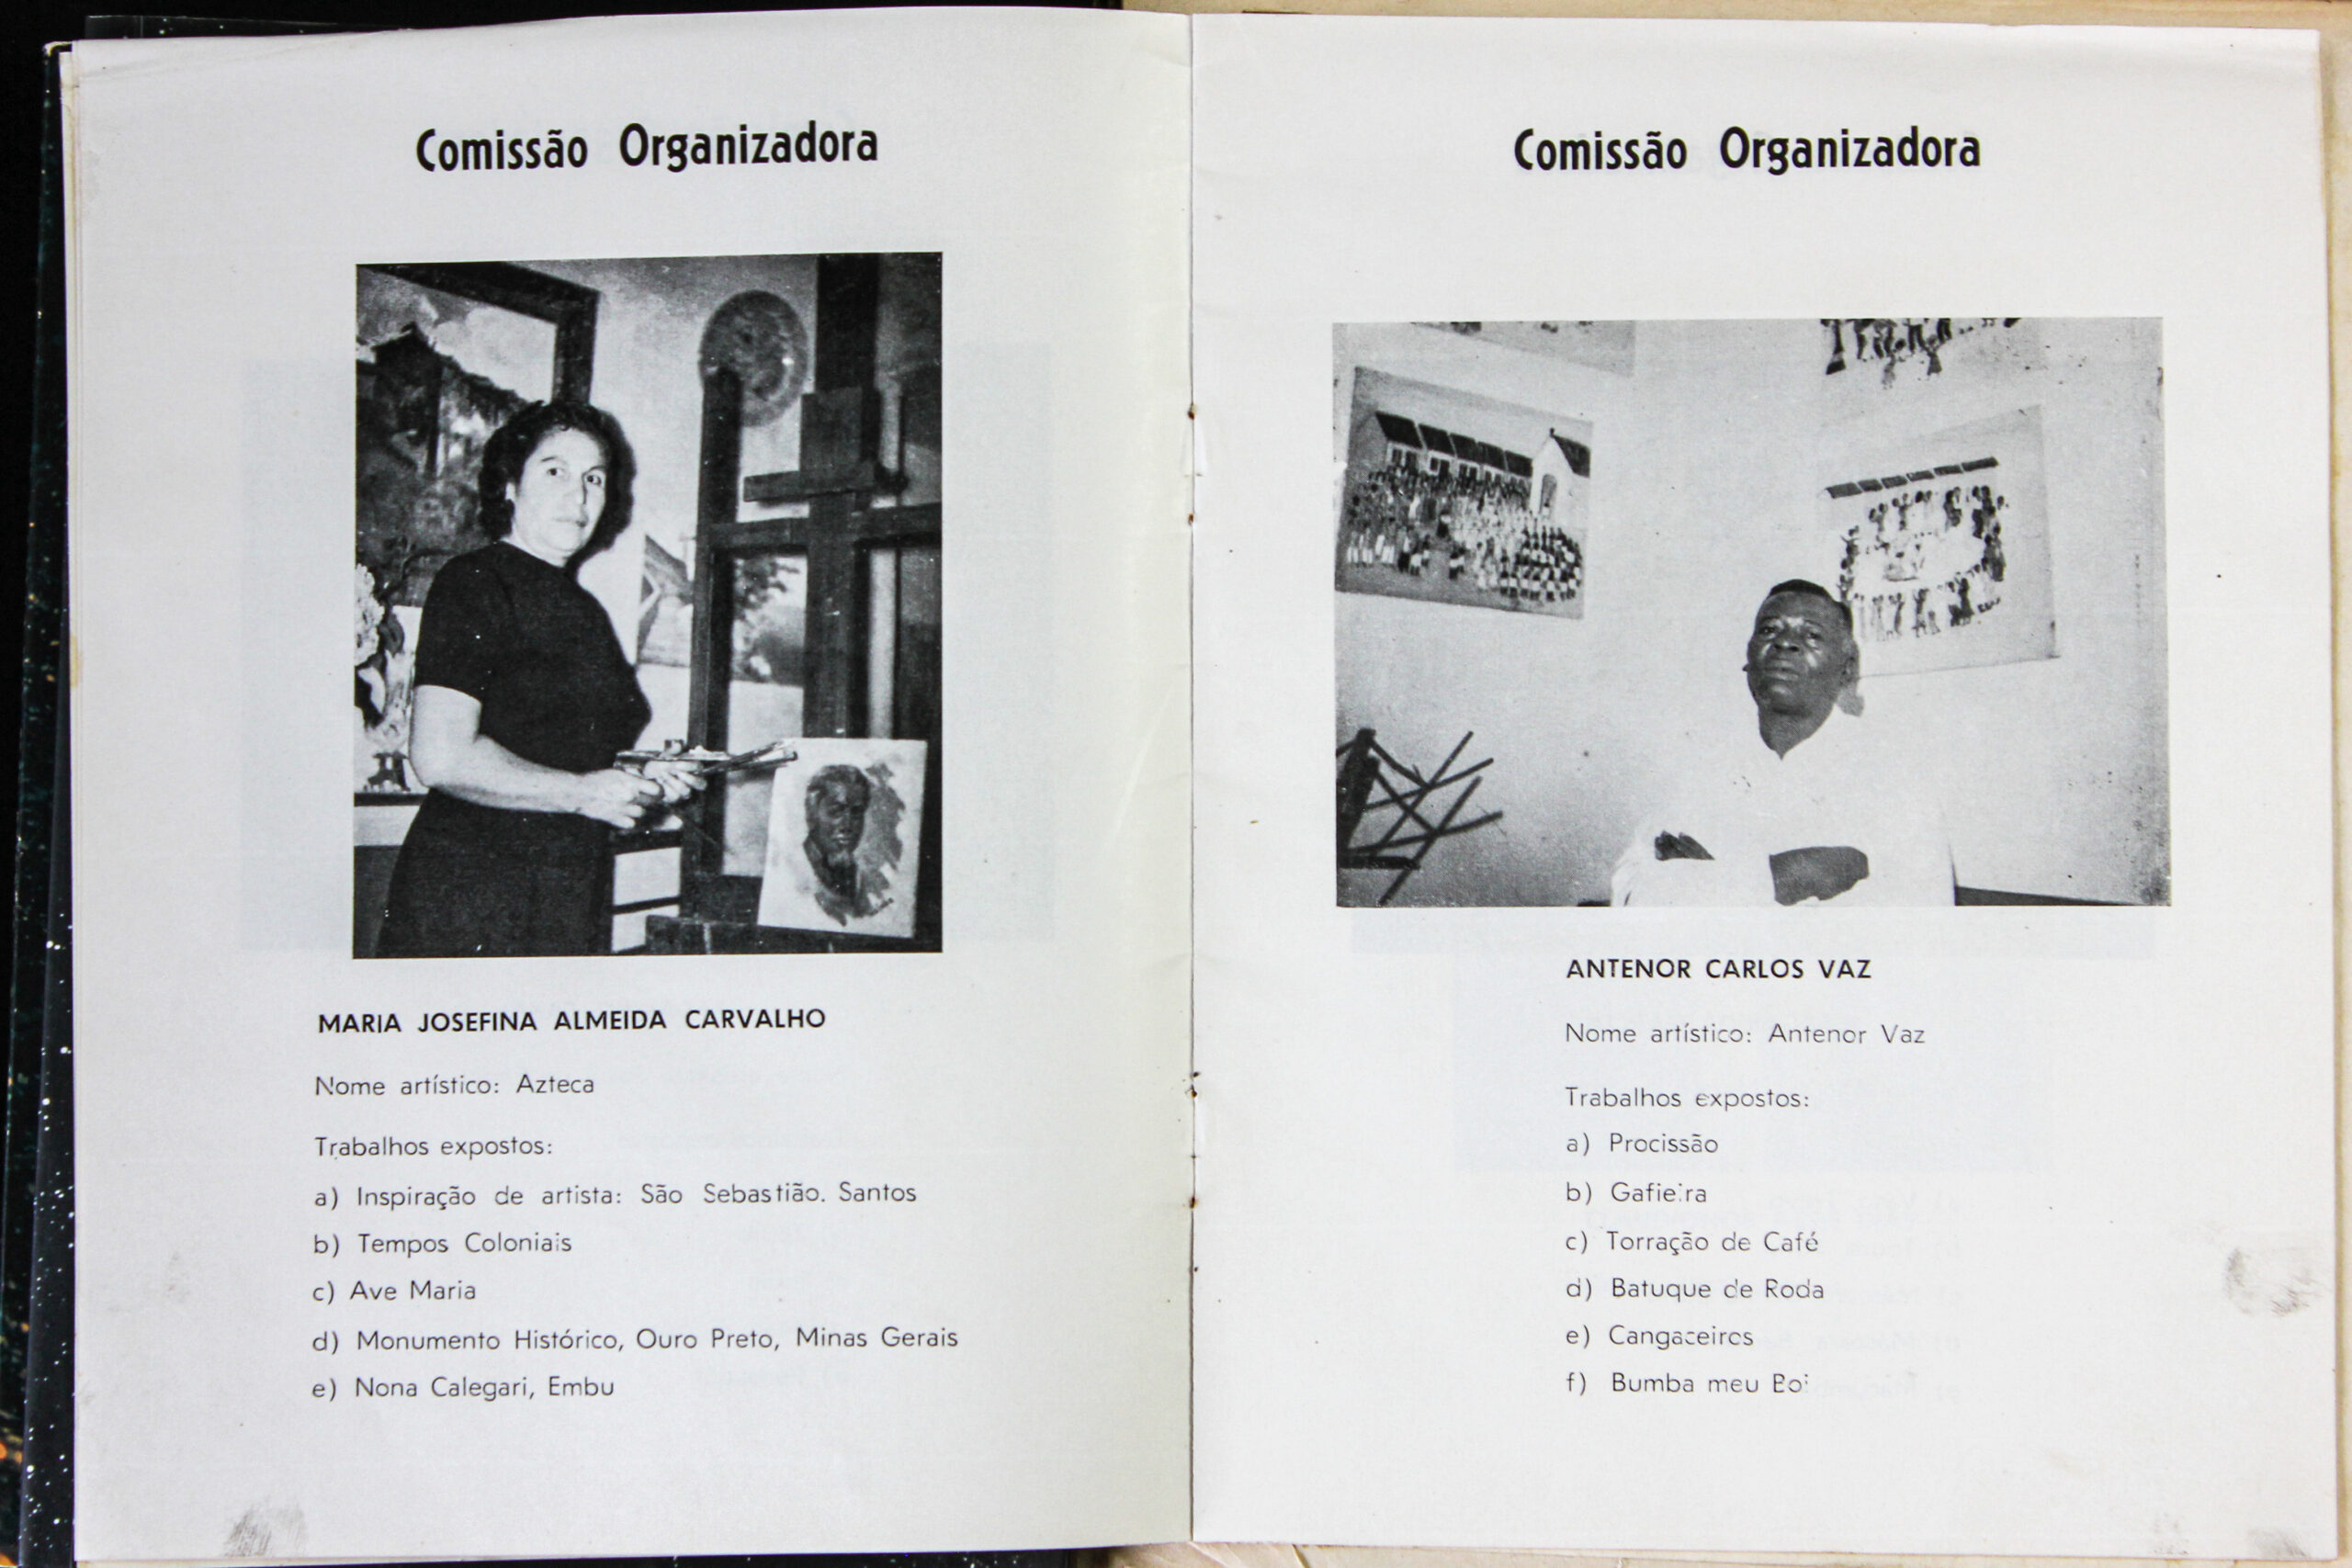 Comissão Organizadora
MARIA JOSEFINA ALMEIDA CARVALHO
Nome artístico: Azteca
Trabalhos expostos:
a) Inspiração de artista: São Sebastião. Santos
b) Tempos Coloniais
c) Ave Maria
d) Monumento Histórico, Ouro Preto, Minas Gerais
e) Nona Calegari, Embu
Comissão Organizadora
ANTENOR CARLOS VAZ
Nome artístico: Antenor Vaz
Trabalhos expostos:
a) Procissão
b) Gafieira
c) Torração de Café
d) Batuque de Roda
e) Cangaceiros
f) Bumba meu Boi